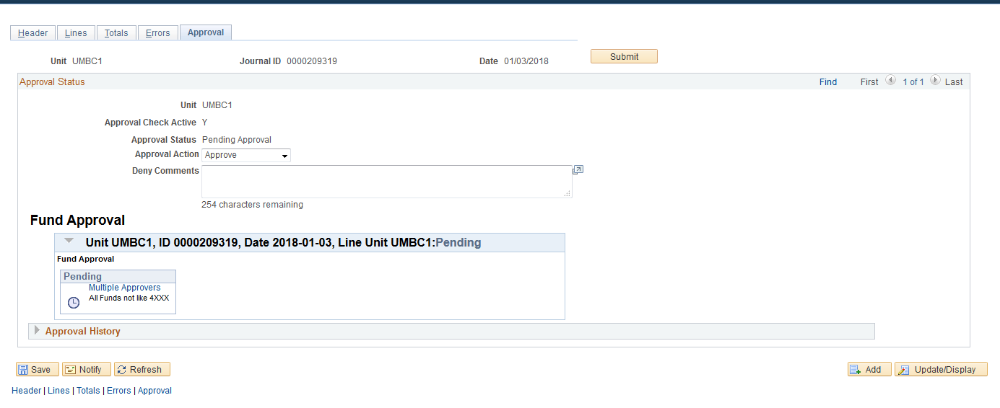 Header Lines Totals Errors Approval
Unit UMBC1 Journal ID 0000209319 Date 01/03/2018 Submit
Approval Status Find First 1 of 1 Last
Unit UMBC1
Approval Check Active Y
Approval Status Pending Approval
Approval Action Approve
Deny Comments
254 characters remaining
Fund Approval
Unit UMBC1, ID 0000209319, Date 2018-01-03, Line Unit UMBC1:Pending
Fund Approval
Pending
Multiple Approvers
All Funds not like 4XXX
Approval History
Save Notify Refresh Add Update/Display
Header | Lines | Totals | Errors | Approval